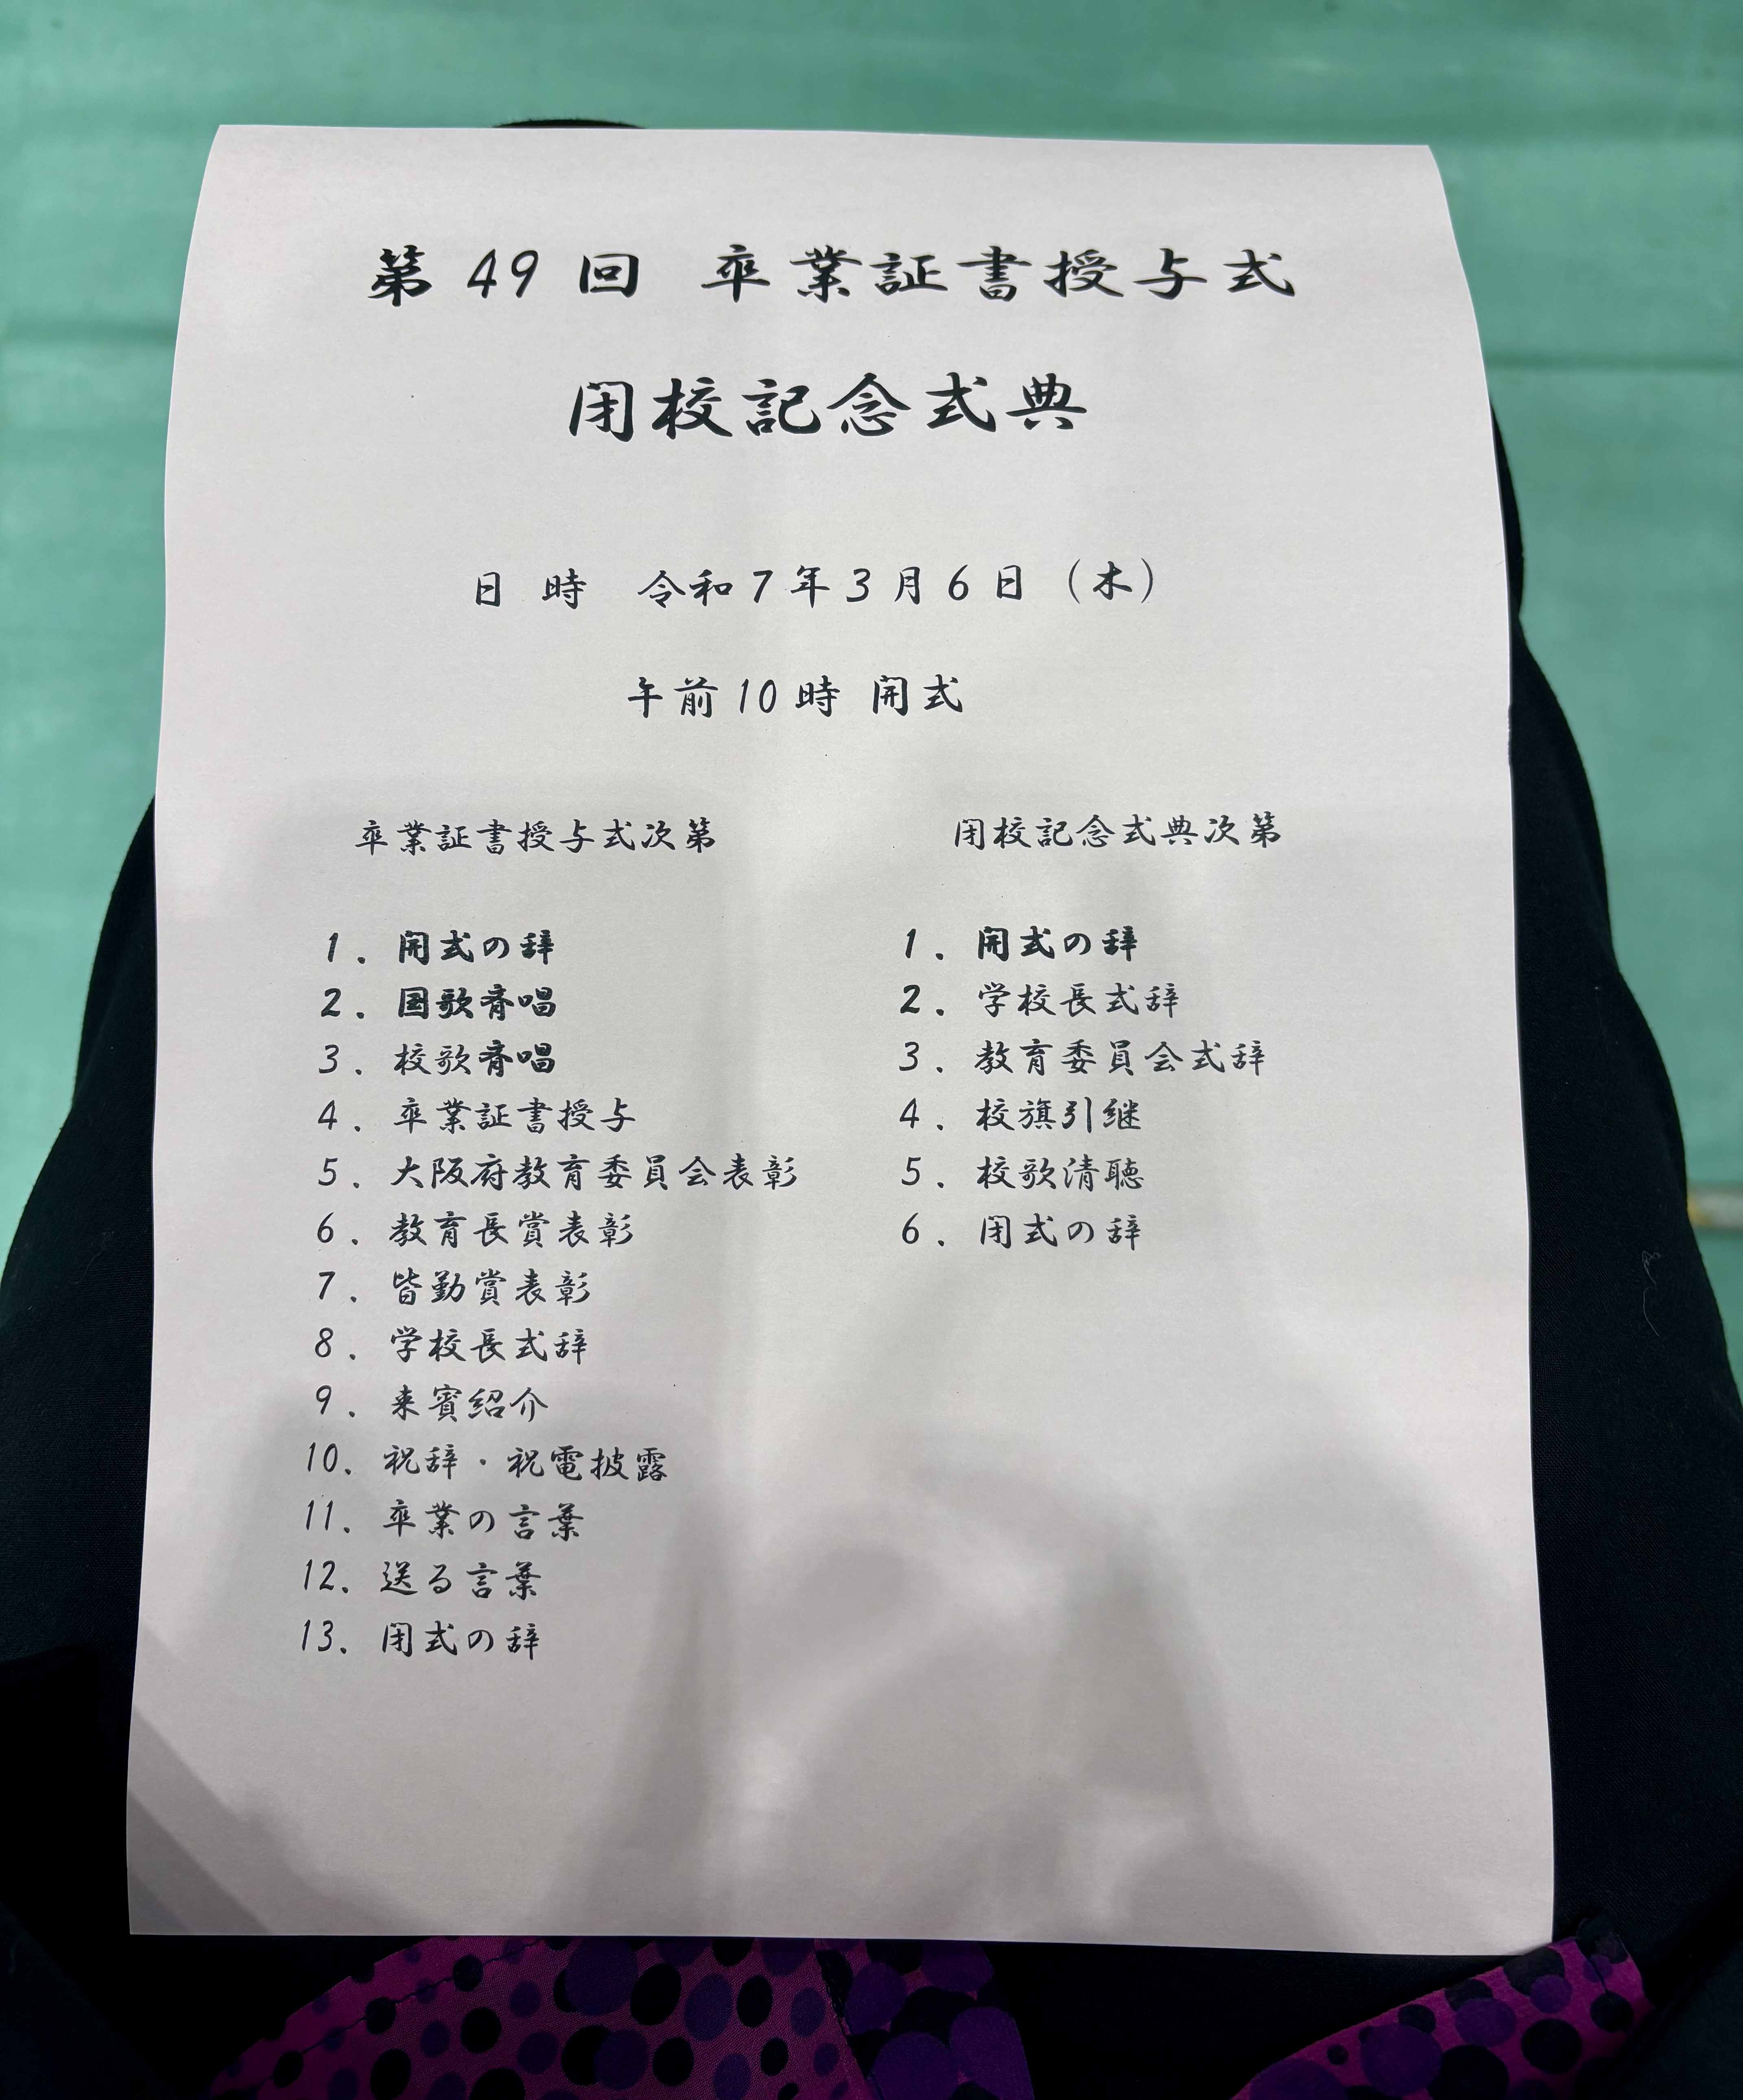 第49回 卒業証書授与式
閉校記念式典
日時 令和7年3月6日（木）
午前10時 開式
卒業証書授与式次第
1．開式の辞
2．国歌斉唱
3．校歌斉唱
4．卒業証書授与
5．大阪府教育委員会表彰
6．教育長賞表彰
7．皆勤賞表彰
8．学校長式辞
9．来賓紹介
10．祝辞・祝電披露
11．卒業の言葉
12．送る言葉
13．閉式の辞
閉校記念式典次第
1．開式の辞
2．学校長式辞
3．教育委員会式辞
4．校旗引継
5．校歌清聴
6．閉式の辞